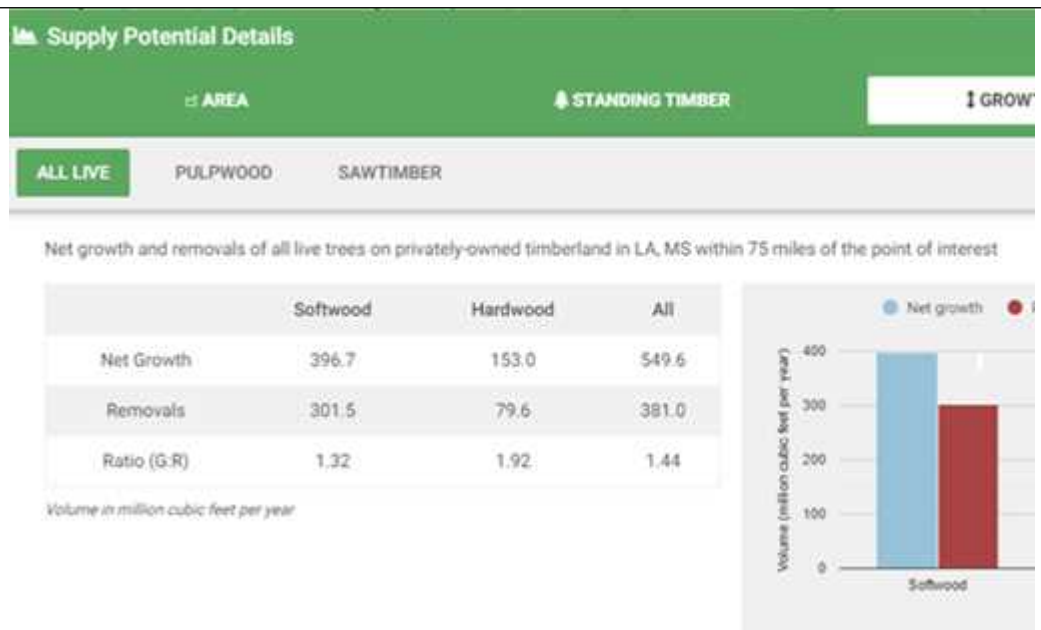 Supply Potential Details
AREA
STANDING TIMBER
GROW
ALL LIVE
PULPWOOD
SAWTIMBER
Net growth and removals of all live trees on privately-owned timberland in LA, MS within 75 miles of the point of interest
Softwood Hardwood All
Net Growth 396.7 153.0 549.6
Removals 301.5 79.6 381.0
Ratio (G:R) 1.32 1.92 1.44
Volume in million cubic feet per year
Net growth
Volume (million cubic feet per year)
400
300
200
100
0
Softwood